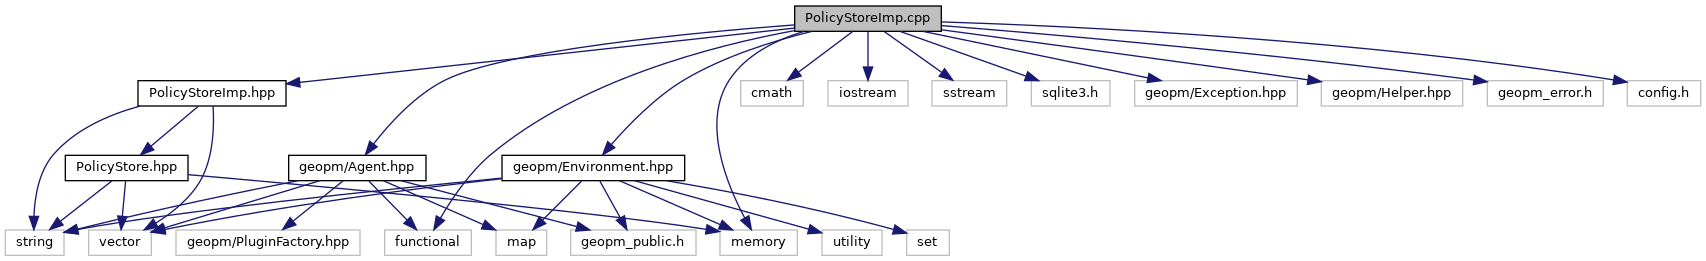 PolicyStoreImp.cpp
PolicyStoreImp.hpp
cmath
iostream
sstream
sqlite3.h
geopm/Exception.hpp
geopm/Helper.hpp
geopm_error.h
config.h
PolicyStore.hpp
geopm/Agent.hpp
geopm/Environment.hpp
string
vector
geopm/PluginFactory.hpp
functional
map
geopm_public.h
memory
utility
set